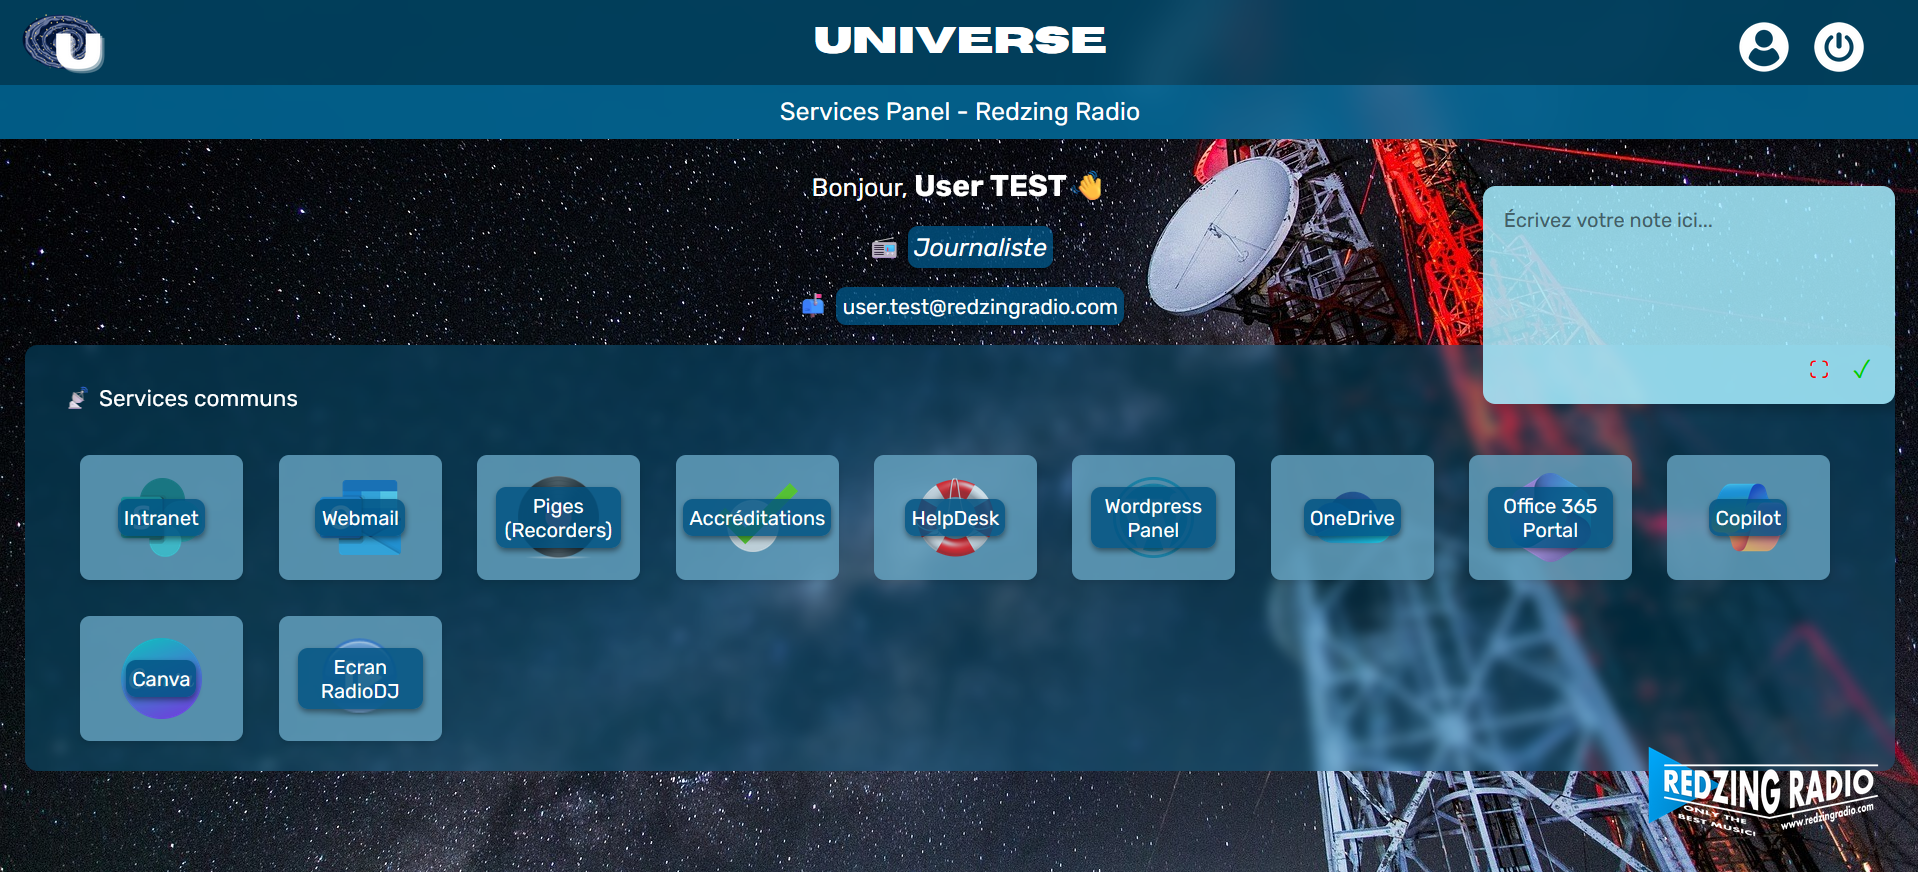 U
UNIVERSE
Services Panel - Redzing Radio
Bonjour, User TEST 👋
Journaliste
user.test@redzingradio.com
Écrivez votre note ici...
Services communs
Intranet
Webmail
Piges
(Recorders)
Accréditations
HelpDesk
Wordpress
Panel
OneDrive
Office 365
Portal
Copilot
Canva
Ecran
RadioDJ
REDZING RADIO
ONLY THE
BEST MUSIC!
www.redzingradio.com